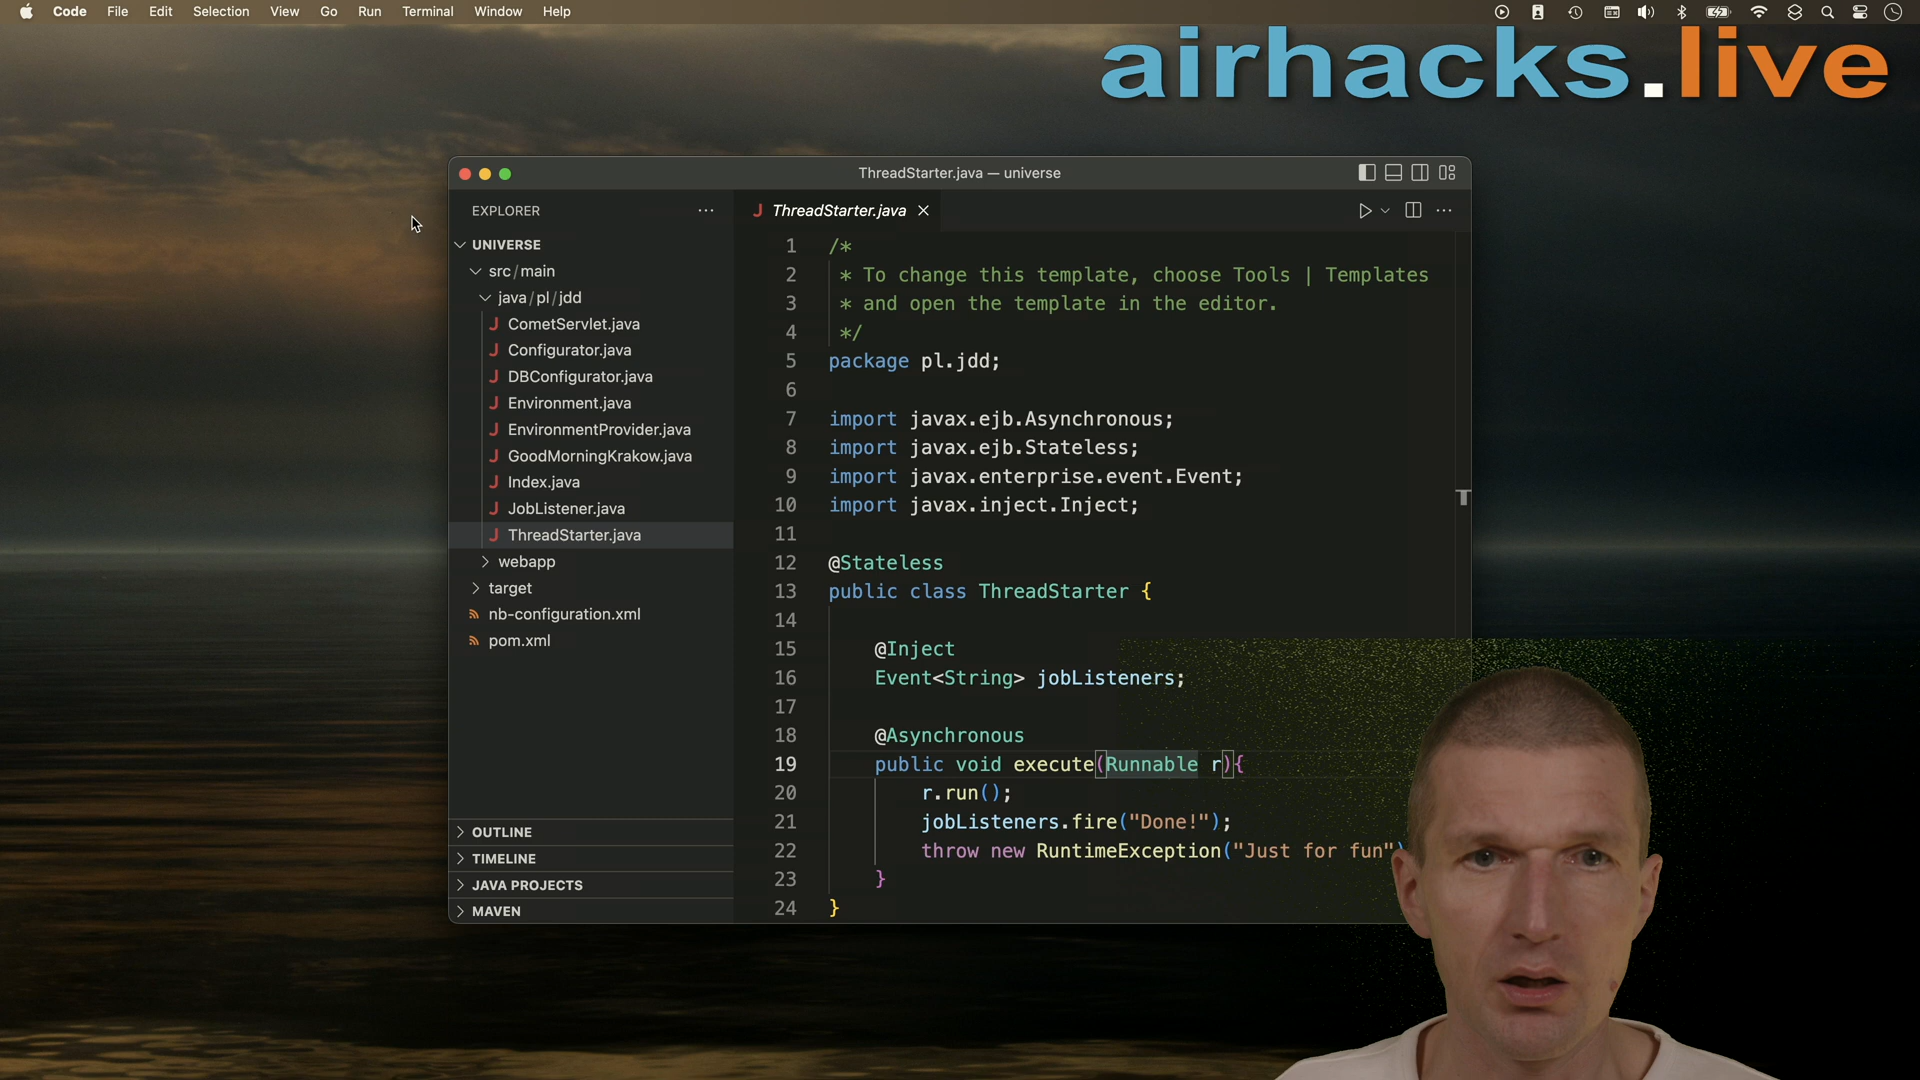 Code File Edit Selection View Go Run Terminal Window Help
airhacks.live
ThreadStarter.java — universe
EXPLORER
ThreadStarter.java
UNIVERSE
src/main
java/pl/jdd
CometServlet.java
Configurator.java
DBConfigurator.java
Environment.java
EnvironmentProvider.java
GoodMorningKrakow.java
Index.java
JobListener.java
ThreadStarter.java
webapp
target
nb-configuration.xml
pom.xml
OUTLINE
TIMELINE
JAVA PROJECTS
MAVEN
1 /*
2 * To change this template, choose Tools | Templates
3 * and open the template in the editor.
4 */
5 package pl.jdd;
6
7 import javax.ejb.Asynchronous;
8 import javax.ejb.Stateless;
9 import javax.enterprise.event.Event;
10 import javax.inject.Inject;
11
12 @Stateless
13 public class ThreadStarter {
14
15 @Inject
16 Event<String> jobListeners;
17
18 @Asynchronous
19 public void execute(Runnable r){
20 r.run();
21 jobListeners.fire("Done!");
22 throw new RuntimeException("Just for fun")
23 }
24 }